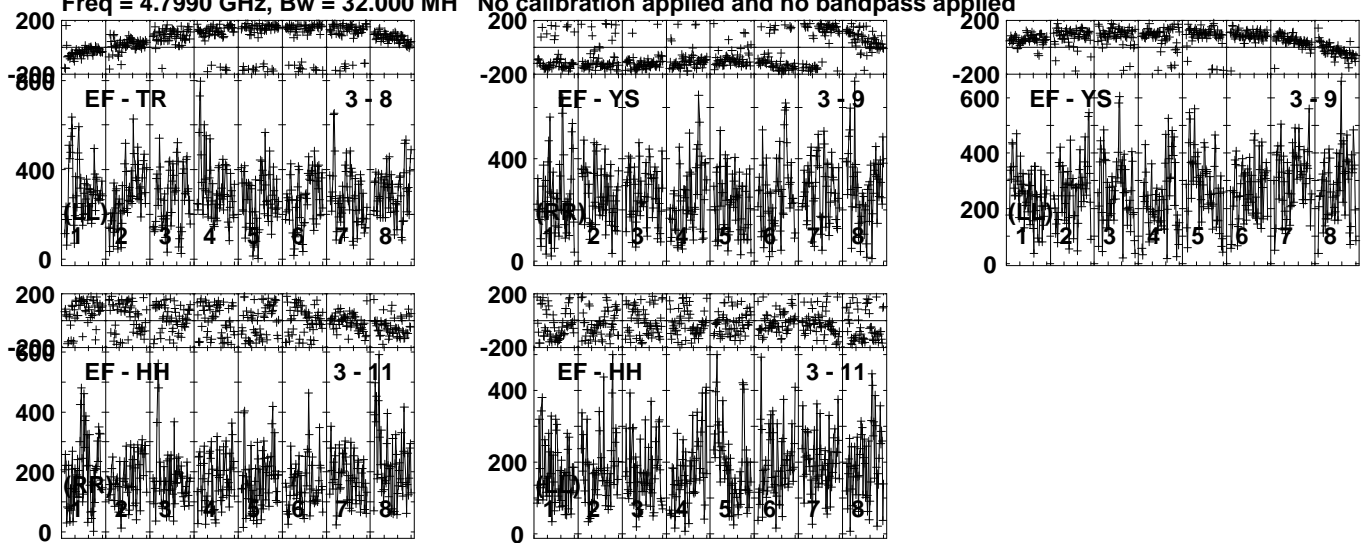 Freq = 4.7990 GHz, Bw = 32.000 MH No calibration applied and no bandpass applied
200
-200
EF - TR 3 - 8
400
0
(LL)
1 2 3 4 5 6 7 8
200
-200
EF - YS 3 - 9
400
0
(RR)
1 2 3 4 5 6 7 8
200
-200
600
EF - YS 3 - 9
400
200
0
(LL)
1 2 3 4 5 6 7 8
200
-200
600
EF - HH 3 - 11
400
200
0
(RR)
1 2 3 4 5 6 7 8
200
-200
EF - HH 3 - 11
400
200
0
(LL)
1 2 3 4 5 6 7 8